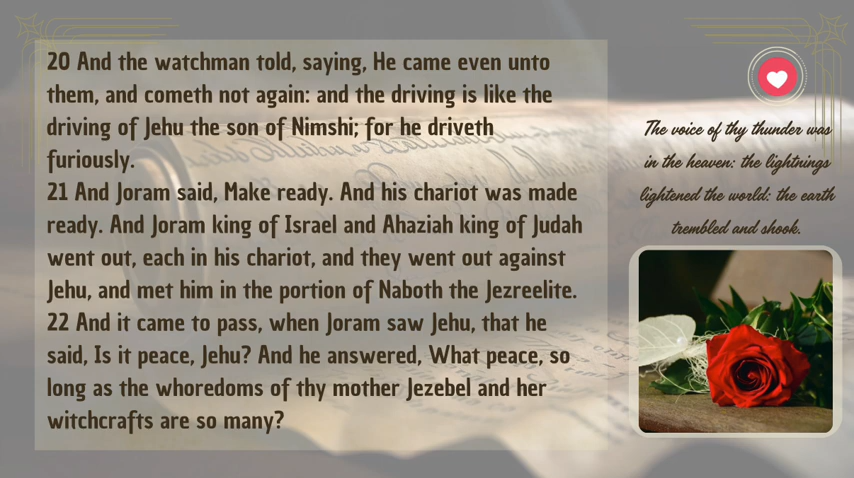 20 And the watchman told, saying, He came even unto
them, and cometh not again: and the driving is like the
driving of Jehu the son of Nimshi; for he driveth
furiously.
21 And Joram said, Make ready. And his chariot was made
ready. And Joram king of Israel and Ahaziah king of Judah
went out, each in his chariot, and they went out against
Jehu, and met him in the portion of Naboth the Jezreelite.
22 And it came to pass, when Joram saw Jehu, that he
said, Is it peace, Jehu? And he answered, What peace, so
long as the whoredoms of thy mother Jezebel and her
witchcrafts are so many?
The voice of thy thunder was
in the heaven: the lightnings
lightened the world: the earth
trembled and shook.